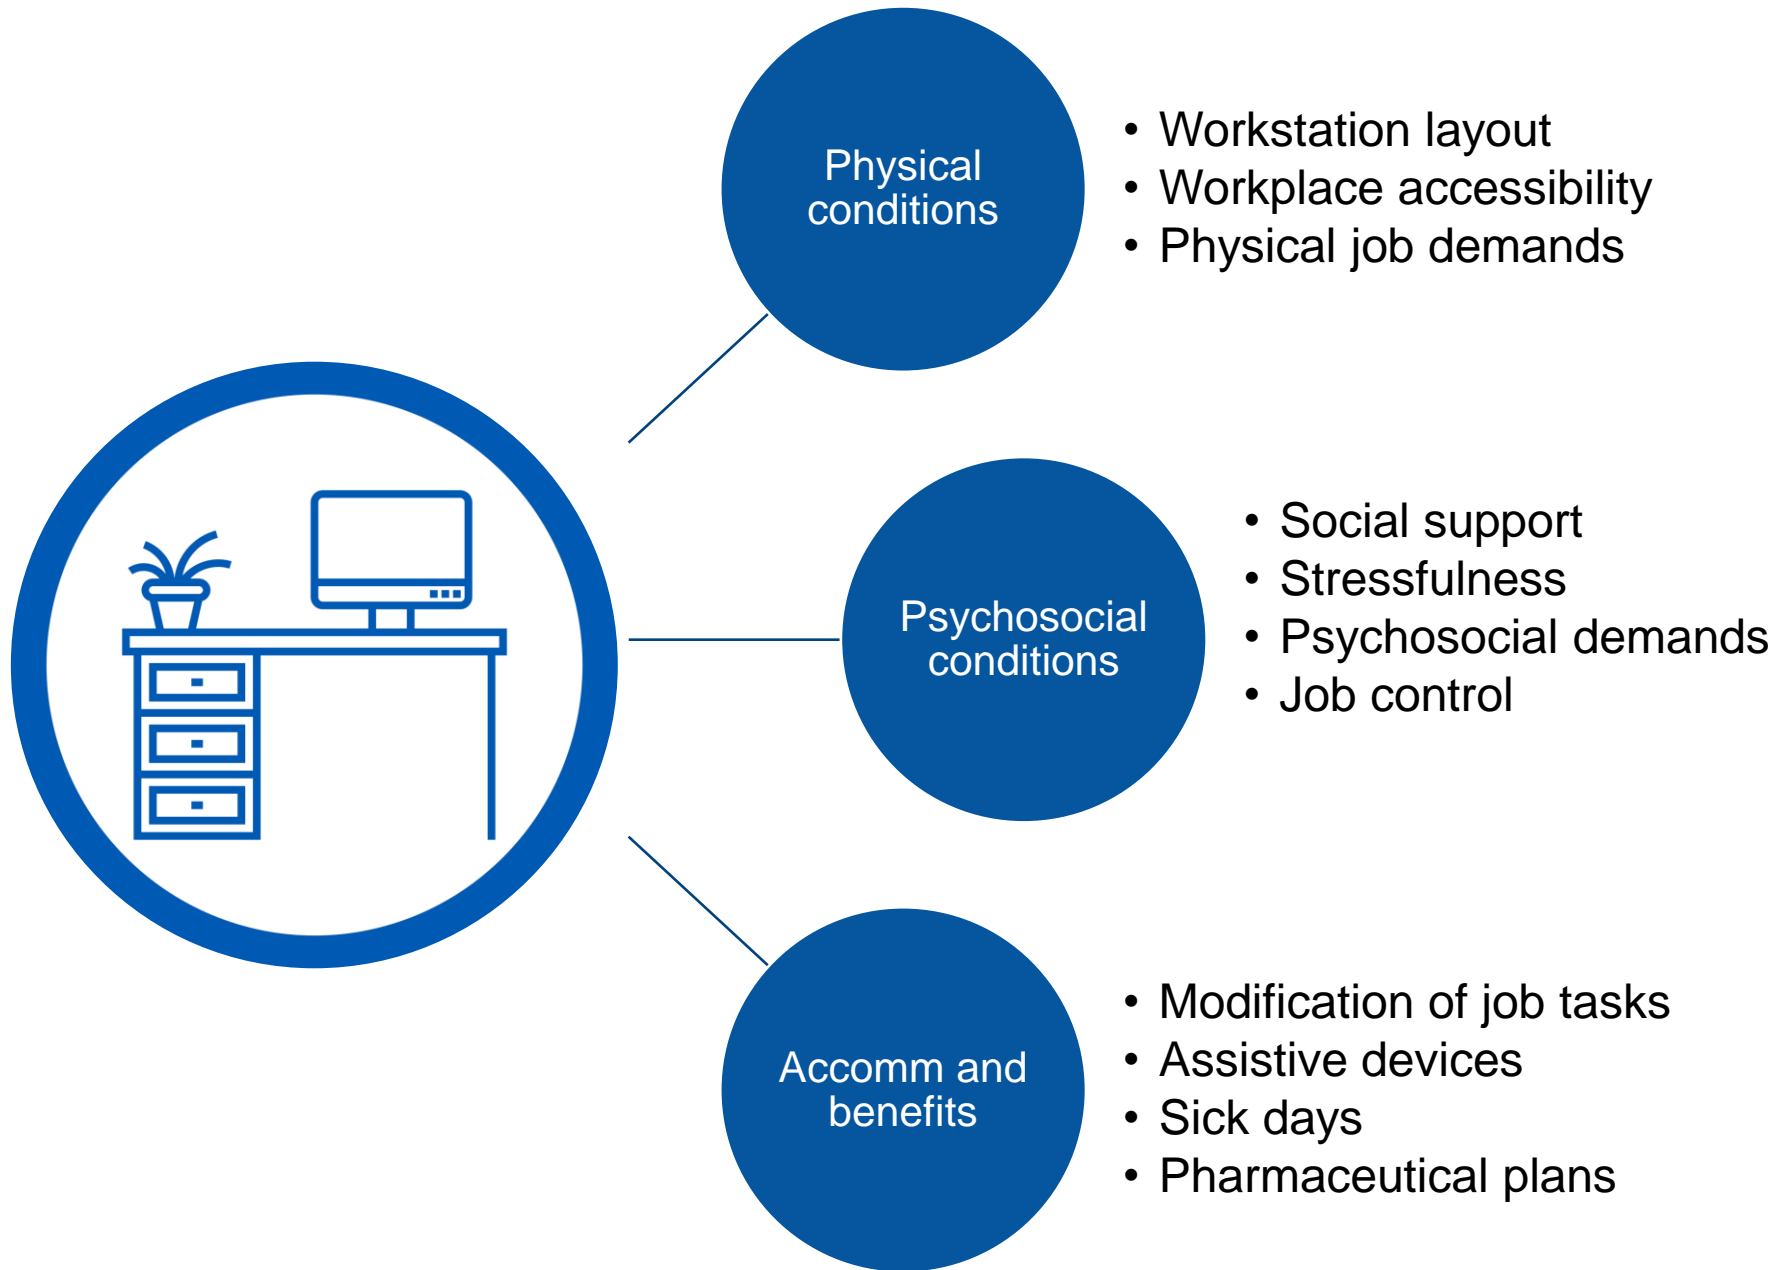 Physical
conditions
• Workstation layout
• Workplace accessibility
• Physical job demands
Psychosocial
conditions
• Social support
• Stressfulness
• Psychosocial demands
• Job control
Accomm and
benefits
• Modification of job tasks
• Assistive devices
• Sick days
• Pharmaceutical plans